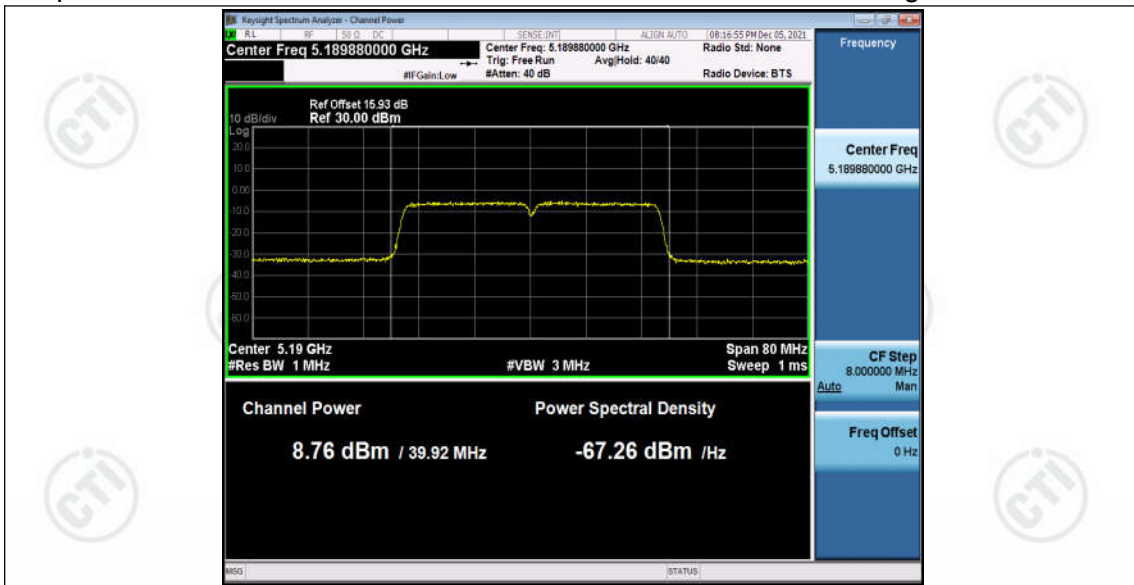 Keysight Spectrum Analyzer - Channel Power
RL RF 50 Ω DC SENSE:INT ALIGN AUTO 08:16:55 PM Dec 05, 2021
Center Freq 5.189880000 GHz
Center Freq: 5.189880000 GHz
Radio Std: None
Trig: Free Run Avg|Hold: 40/40
#IFGain:Low #Atten: 40 dB Radio Device: BTS
Ref Offset 15.93 dB
10 dB/div Ref 30.00 dBm
Log
20.0
10.0
0.00
-10.0
-20.0
-30.0
-40.0
-50.0
-60.0
Center 5.19 GHz Span 80 MHz
#Res BW 1 MHz #VBW 3 MHz Sweep 1 ms
Channel Power Power Spectral Density
8.76 dBm / 39.92 MHz -67.26 dBm /Hz
MSG STATUS
Frequency
Center Freq
5.189880000 GHz
CF Step
8.000000 MHz
Auto Man
Freq Offset
0 Hz
CTI
CTI
CTI
CTI